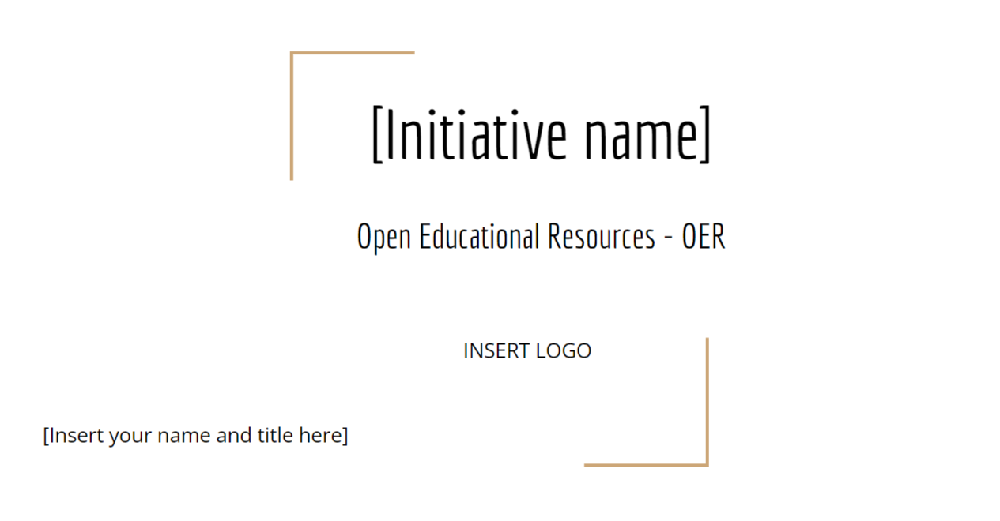 [Initiative name]
Open Educational Resources - OER
INSERT LOGO
[Insert your name and title here]